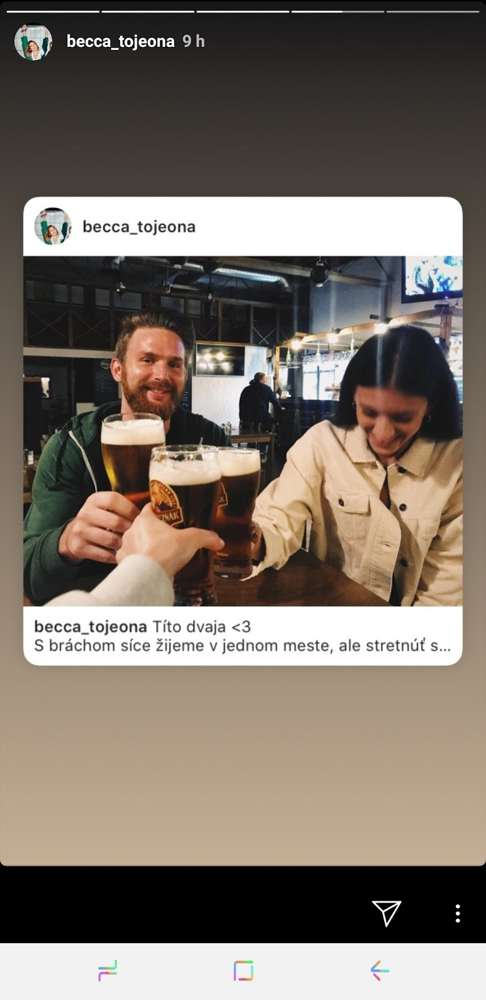 becca_tojeona 9 h
becca_tojeona
becca_tojeona Títo dvaja <3
S bráchom síce žijeme v jednom meste, ale stretnúť s...